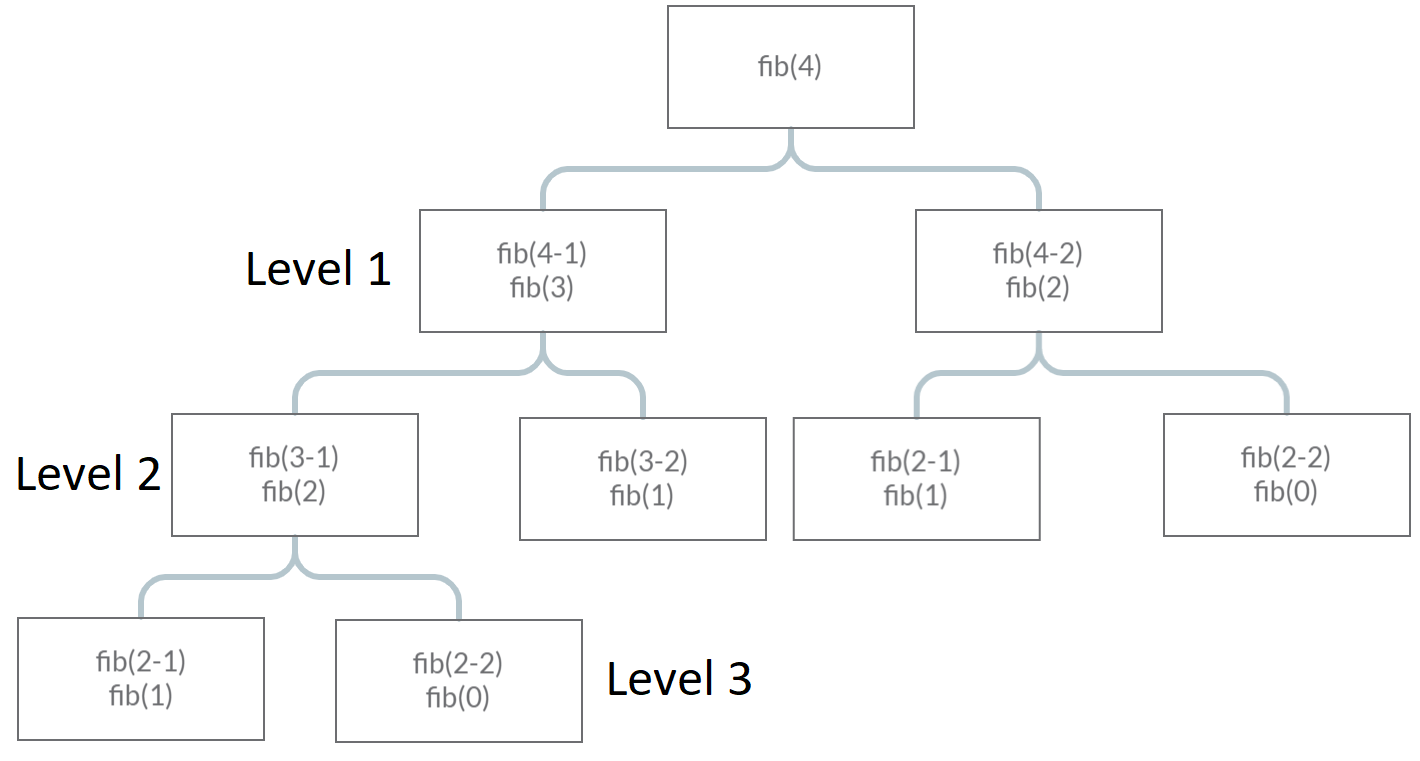 fib(4)
Level 1
fib(4-1)
fib(3)
fib(4-2)
fib(2)
Level 2
fib(3-1)
fib(2)
fib(3-2)
fib(1)
fib(2-1)
fib(1)
fib(2-2)
fib(0)
fib(2-1)
fib(1)
fib(2-2)
fib(0)
Level 3